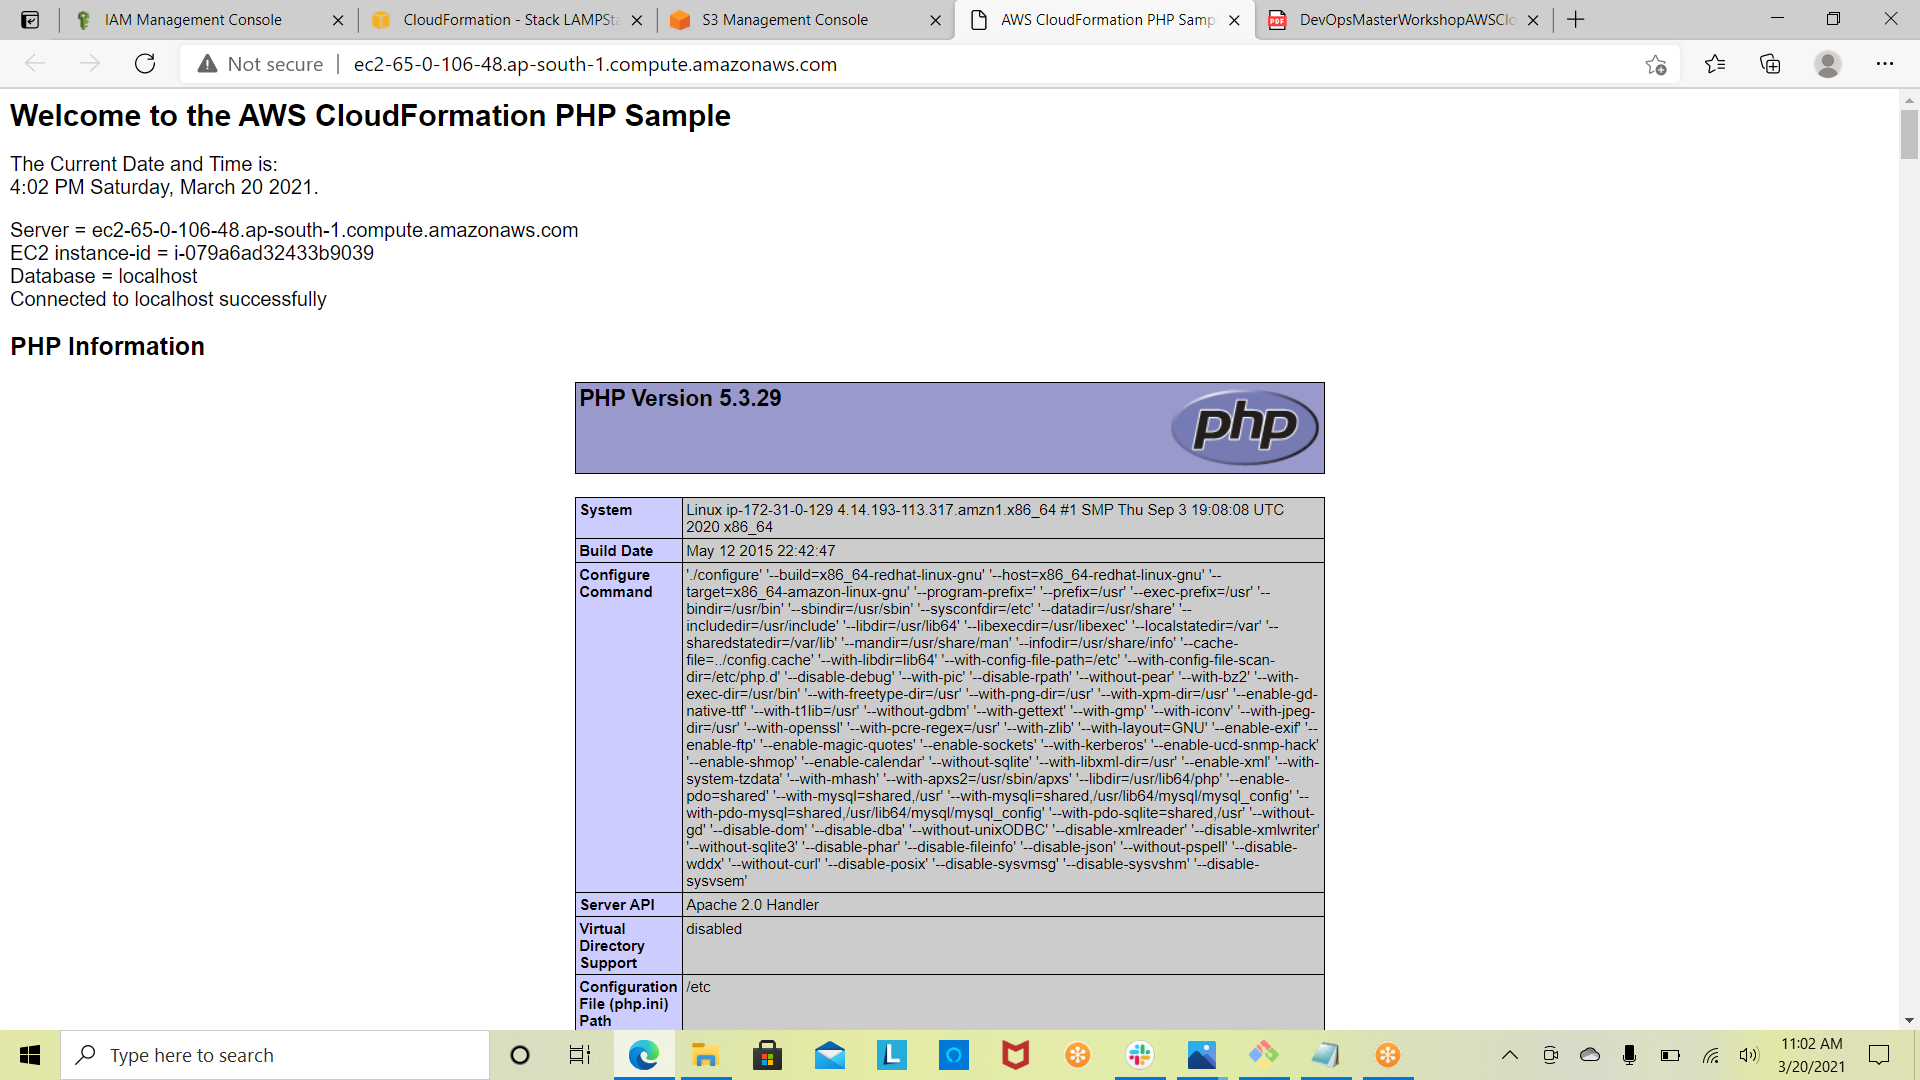 IAM Management Console
CloudFormation - Stack LAMPSta
S3 Management Console
AWS CloudFormation PHP Samp
DevOpsMasterWorkshopAWSClo
Not secure
ec2-65-0-106-48.ap-south-1.compute.amazonaws.com
Welcome to the AWS CloudFormation PHP Sample
The Current Date and Time is:
4:02 PM Saturday, March 20 2021.
Server = ec2-65-0-106-48.ap-south-1.compute.amazonaws.com
EC2 instance-id = i-079a6ad32433b9039
Database = localhost
Connected to localhost successfully
PHP Information
PHP Version 5.3.29
php
System
Linux ip-172-31-0-129 4.14.193-113.317.amzn1.x86_64 #1 SMP Thu Sep 3 19:08:08 UTC
2020 x86_64
Build Date
May 12 2015 22:42:47
Configure
Command
'./configure' '--build=x86_64-redhat-linux-gnu' '--host=x86_64-redhat-linux-gnu' '--
target=x86_64-amazon-linux-gnu' '--program-prefix=' '--prefix=/usr' '--exec-prefix=/usr' '--
bindir=/usr/bin' '--sbindir=/usr/sbin' '--sysconfdir=/etc' '--datadir=/usr/share' '--
includedir=/usr/include' '--libdir=/usr/lib64' '--libexecdir=/usr/libexec' '--localstatedir=/var' '--
sharedstatedir=/var/lib' '--mandir=/usr/share/man' '--infodir=/usr/share/info' '--cache-
file=../config.cache' '--with-libdir=lib64' '--with-config-file-path=/etc' '--with-config-file-scan-
dir=/etc/php.d' '--disable-debug' '--with-pic' '--disable-rpath' '--without-pear' '--with-bz2' '--with-
exec-dir=/usr/bin' '--with-freetype-dir=/usr' '--with-png-dir=/usr' '--with-xpm-dir=/usr' '--enable-gd-
native-ttf' '--with-t1lib=/usr' '--without-gdbm' '--with-gettext' '--with-gmp' '--with-iconv' '--with-jpeg-
dir=/usr' '--with-openssl' '--with-pcre-regex=/usr' '--with-zlib' '--with-layout=GNU' '--enable-exif' '--
enable-ftp' '--enable-magic-quotes' '--enable-sockets' '--with-kerberos' '--enable-ucd-snmp-hack'
'--enable-shmop' '--enable-calendar' '--without-sqlite' '--with-libxml-dir=/usr' '--enable-xml' '--with-
system-tzdata' '--with-mhash' '--with-apxs2=/usr/sbin/apxs' '--libdir=/usr/lib64/php' '--enable-
pdo=shared' '--with-mysql=shared,/usr' '--with-mysqli=shared,/usr/lib64/mysql/mysql_config' '--
with-pdo-mysql=shared,/usr/lib64/mysql/mysql_config' '--with-pdo-sqlite=shared,/usr' '--without-
gd' '--disable-dom' '--disable-dba' '--without-unixODBC' '--disable-xmlreader' '--disable-xmlwriter'
'--without-sqlite3' '--disable-phar' '--disable-fileinfo' '--disable-json' '--without-pspell' '--disable-
wddx' '--without-curl' '--disable-posix' '--disable-sysvmsg' '--disable-sysvshm' '--disable-
sysvsem'
Server API
Apache 2.0 Handler
Virtual
Directory
Support
disabled
Configuration
File (php.ini)
Path
/etc
Type here to search
11:02 AM
3/20/2021